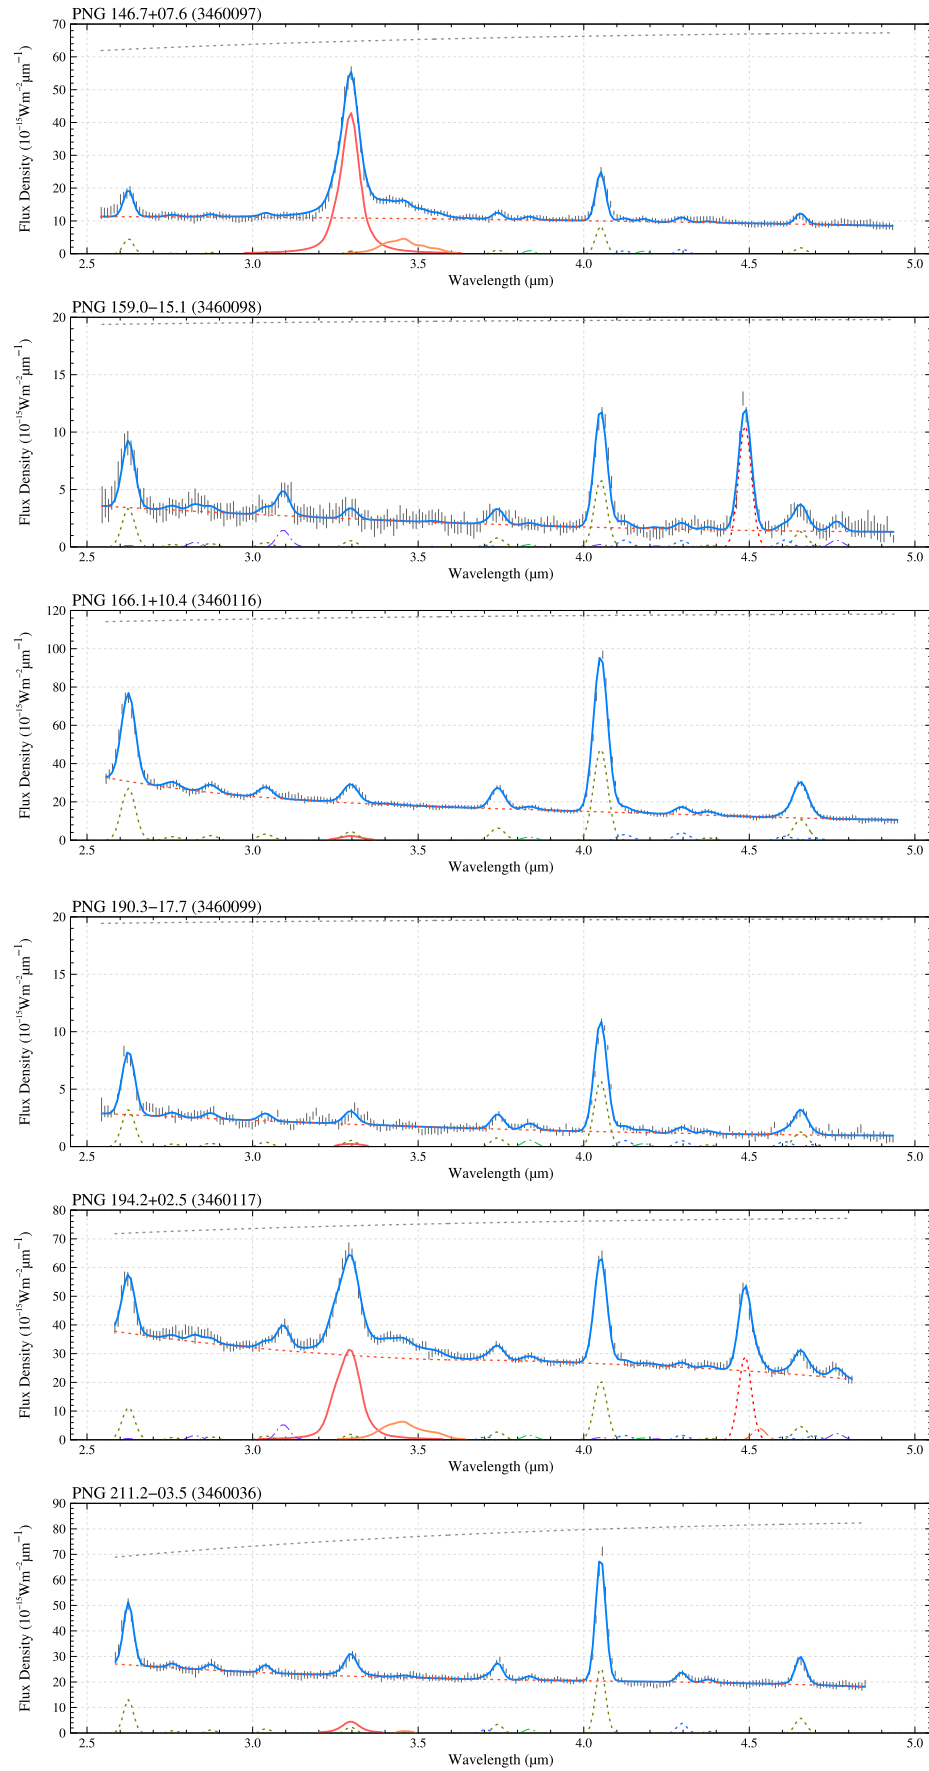 PNG 146.7+07.6 (3460097)
70
60
50
40
30
20
10
0
Flux Density (10⁻¹⁵Wm⁻²µm⁻¹)
2.5 3.0 3.5 4.0 4.5 5.0
Wavelength (µm)
PNG 159.0−15.1 (3460098)
20
15
10
5
0
Flux Density (10⁻¹⁵Wm⁻²µm⁻¹)
2.5 3.0 3.5 4.0 4.5 5.0
Wavelength (µm)
PNG 166.1+10.4 (3460116)
120
100
80
60
40
20
0
Flux Density (10⁻¹⁵Wm⁻²µm⁻¹)
2.5 3.0 3.5 4.0 4.5 5.0
Wavelength (µm)
PNG 190.3−17.7 (3460099)
20
15
10
5
0
Flux Density (10⁻¹⁵Wm⁻²µm⁻¹)
2.5 3.0 3.5 4.0 4.5 5.0
Wavelength (µm)
PNG 194.2+02.5 (3460117)
80
70
60
50
40
30
20
10
0
Flux Density (10⁻¹⁵Wm⁻²µm⁻¹)
2.5 3.0 3.5 4.0 4.5 5.0
Wavelength (µm)
PNG 211.2−03.5 (3460036)
90
80
70
60
50
40
30
20
10
0
Flux Density (10⁻¹⁵Wm⁻²µm⁻¹)
2.5 3.0 3.5 4.0 4.5 5.0
Wavelength (µm)